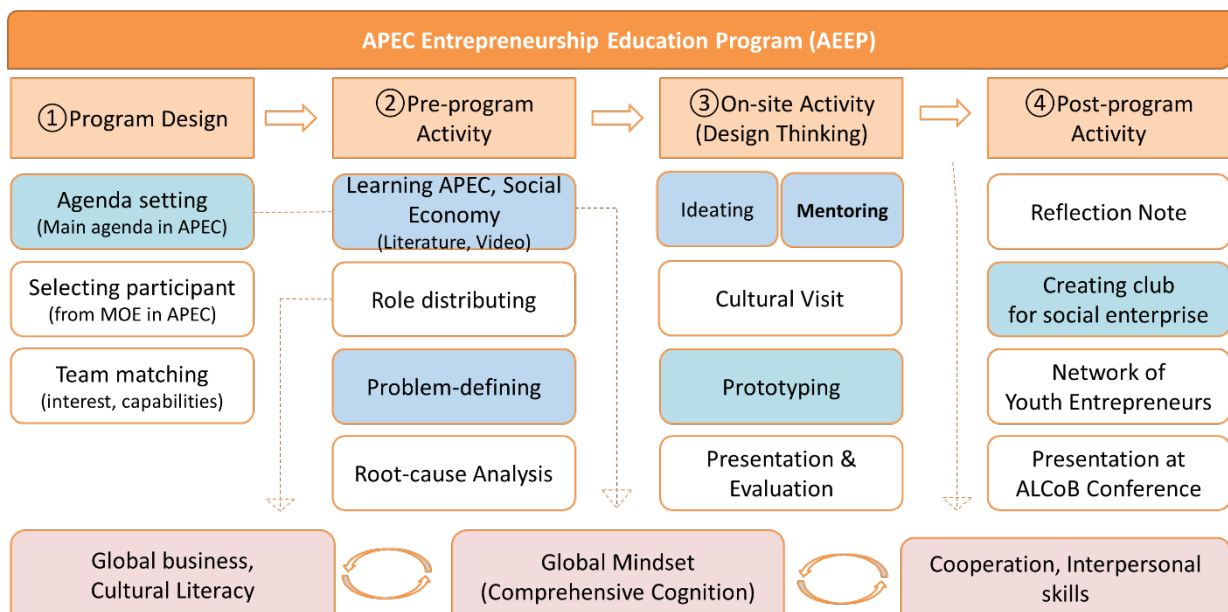 APEC Entrepreneurship Education Program (AEEP)
①Program Design
②Pre-program
Activity
③On-site Activity
(Design Thinking)
④Post-program
Activity
Agenda setting
(Main agenda in APEC)
Selecting participant
(from MOE in APEC)
Team matching
(interest, capabilities)
Learning APEC, Social
Economy
(Literature, Video)
Role distributing
Problem-defining
Root-cause Analysis
Ideating
Mentoring
Cultural Visit
Prototyping
Presentation &
Evaluation
Reflection Note
Creating club
for social enterprise
Network of
Youth Entrepreneurs
Presentation at
ALCoB Conference
Global business,
Cultural Literacy
Global Mindset
(Comprehensive Cognition)
Cooperation, Interpersonal
skills